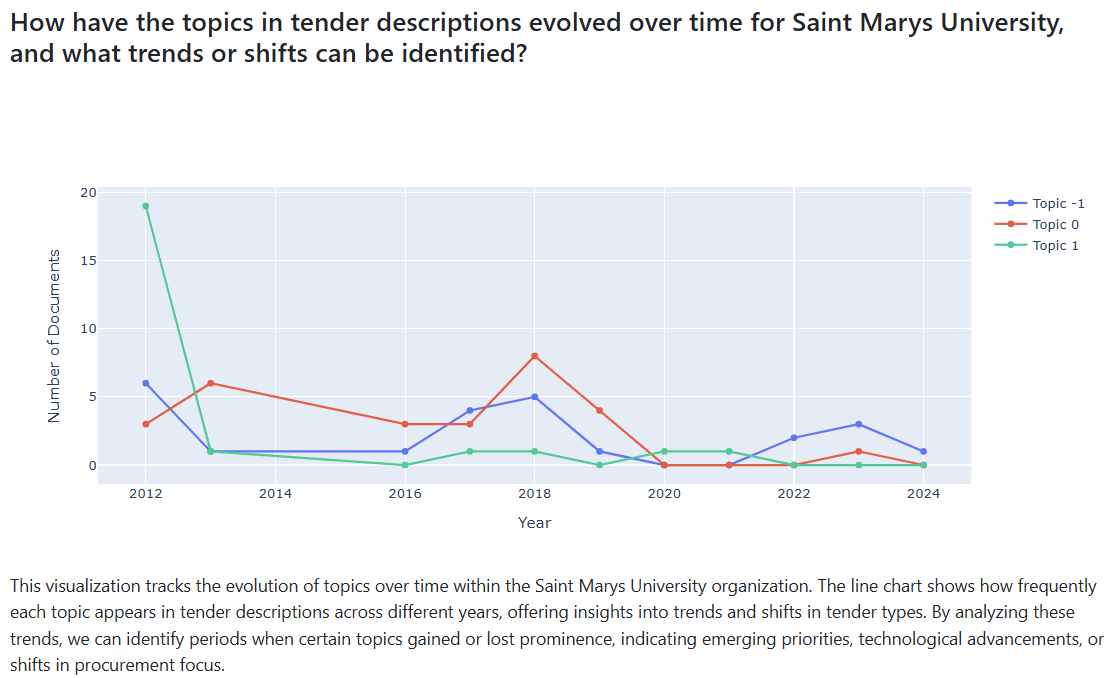 How have the topics in tender descriptions evolved over time for Saint Marys University,
and what trends or shifts can be identified?
20
15
10
5
0
Number of Documents
2012
2014
2016
2018
2020
2022
2024
Year
Topic -1
Topic 0
Topic 1
This visualization tracks the evolution of topics over time within the Saint Marys University organization. The line chart shows how frequently
each topic appears in tender descriptions across different years, offering insights into trends and shifts in tender types. By analyzing these
trends, we can identify periods when certain topics gained or lost prominence, indicating emerging priorities, technological advancements, or
shifts in procurement focus.